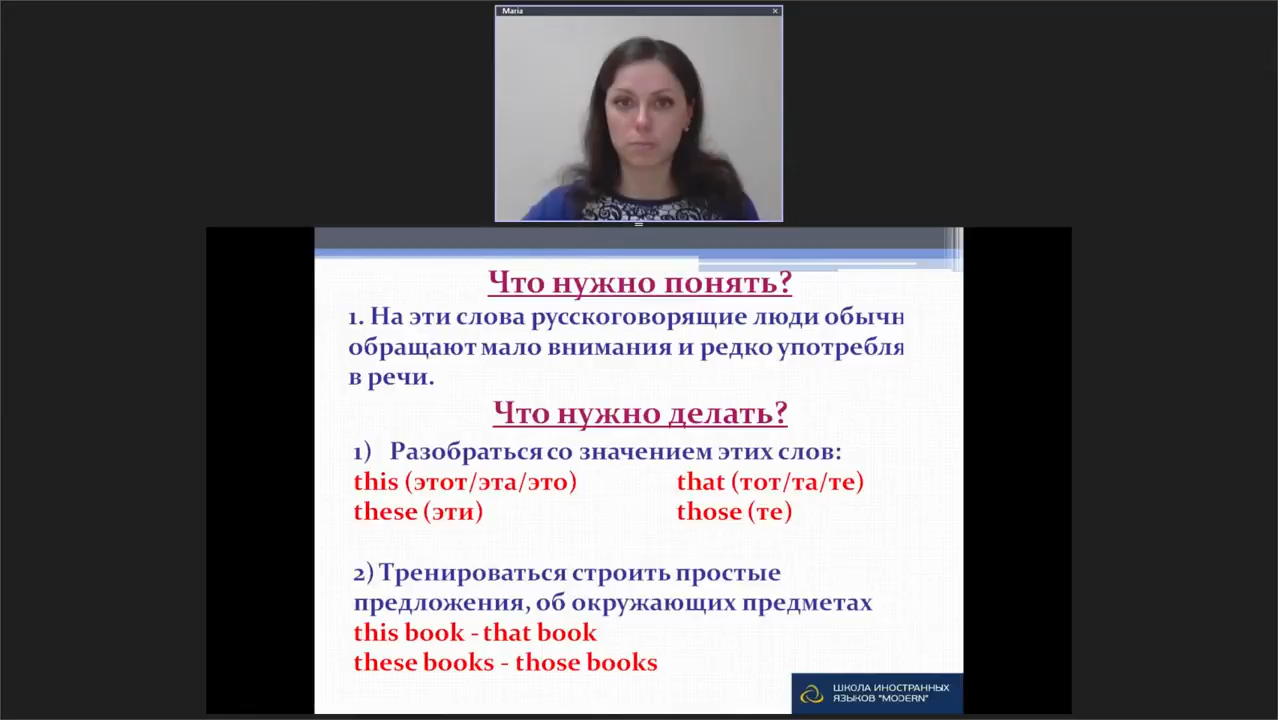 Maria
Что нужно понять?
1. На эти слова русскоговорящие люди обычн
обращают мало внимания и редко употребля
в речи.
Что нужно делать?
1) Разобраться со значением этих слов:
this (этот/эта/это) that (тот/та/те)
these (эти) those (те)
2) Тренироваться строить простые
предложения, об окружающих предметах
this book - that book
these books - those books
ШКОЛА ИНОСТРАННЫХ
ЯЗЫКОВ "MODERN"